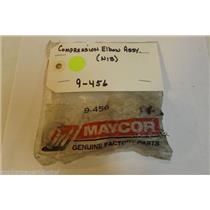 COMPRESSION ELBOW ASSY.
(NIB)
9-456
9-456
MAYCOR
GENUINE FACTORY PARTS